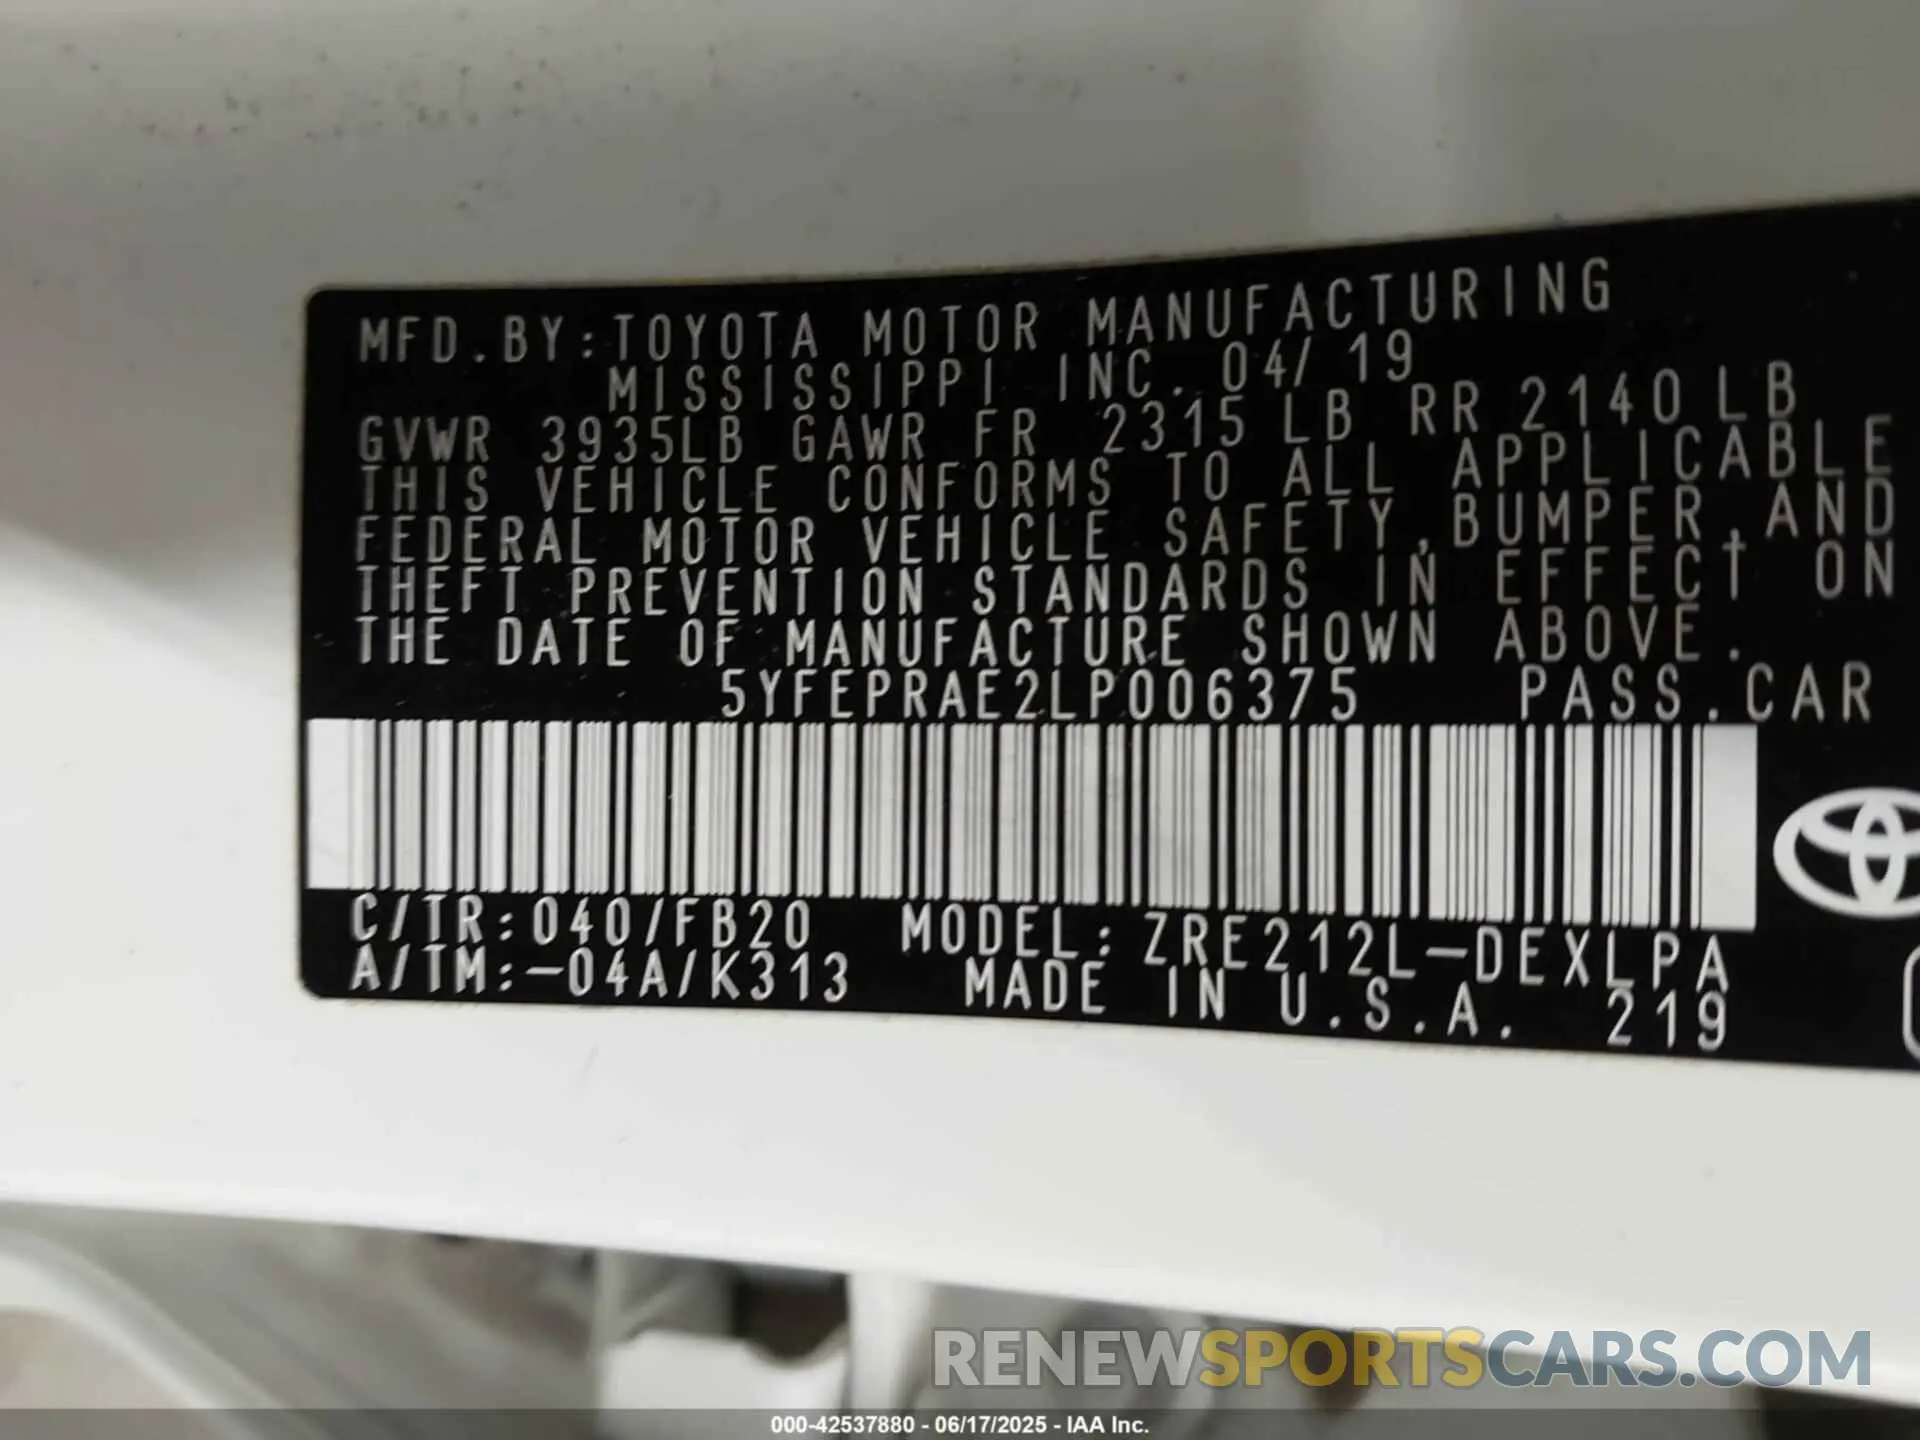 MFD.BY:TOYOTA MOTOR MANUFACTURING
MISSISSIPPI INC. 04/19
GVWR 3935LB GAWR FR 2315 LB RR 2140 LB
THIS VEHICLE CONFORMS TO ALL APPLICABLE
FEDERAL MOTOR VEHICLE SAFETY,BUMPER,AND
THEFT PREVENTION STANDARDS IN EFFECT ON
THE DATE OF MANUFACTURE SHOWN ABOVE.
5YFEPRAE2LP006375 PASS.CAR
C/TR:040/FB20 MODEL:ZRE212L-DEXLPA
A/TM:-04A/K313 MADE IN U.S.A. 219
RENEWSPORTSCARS.COM
000-42537880 - 06/17/2025 - IAA Inc.